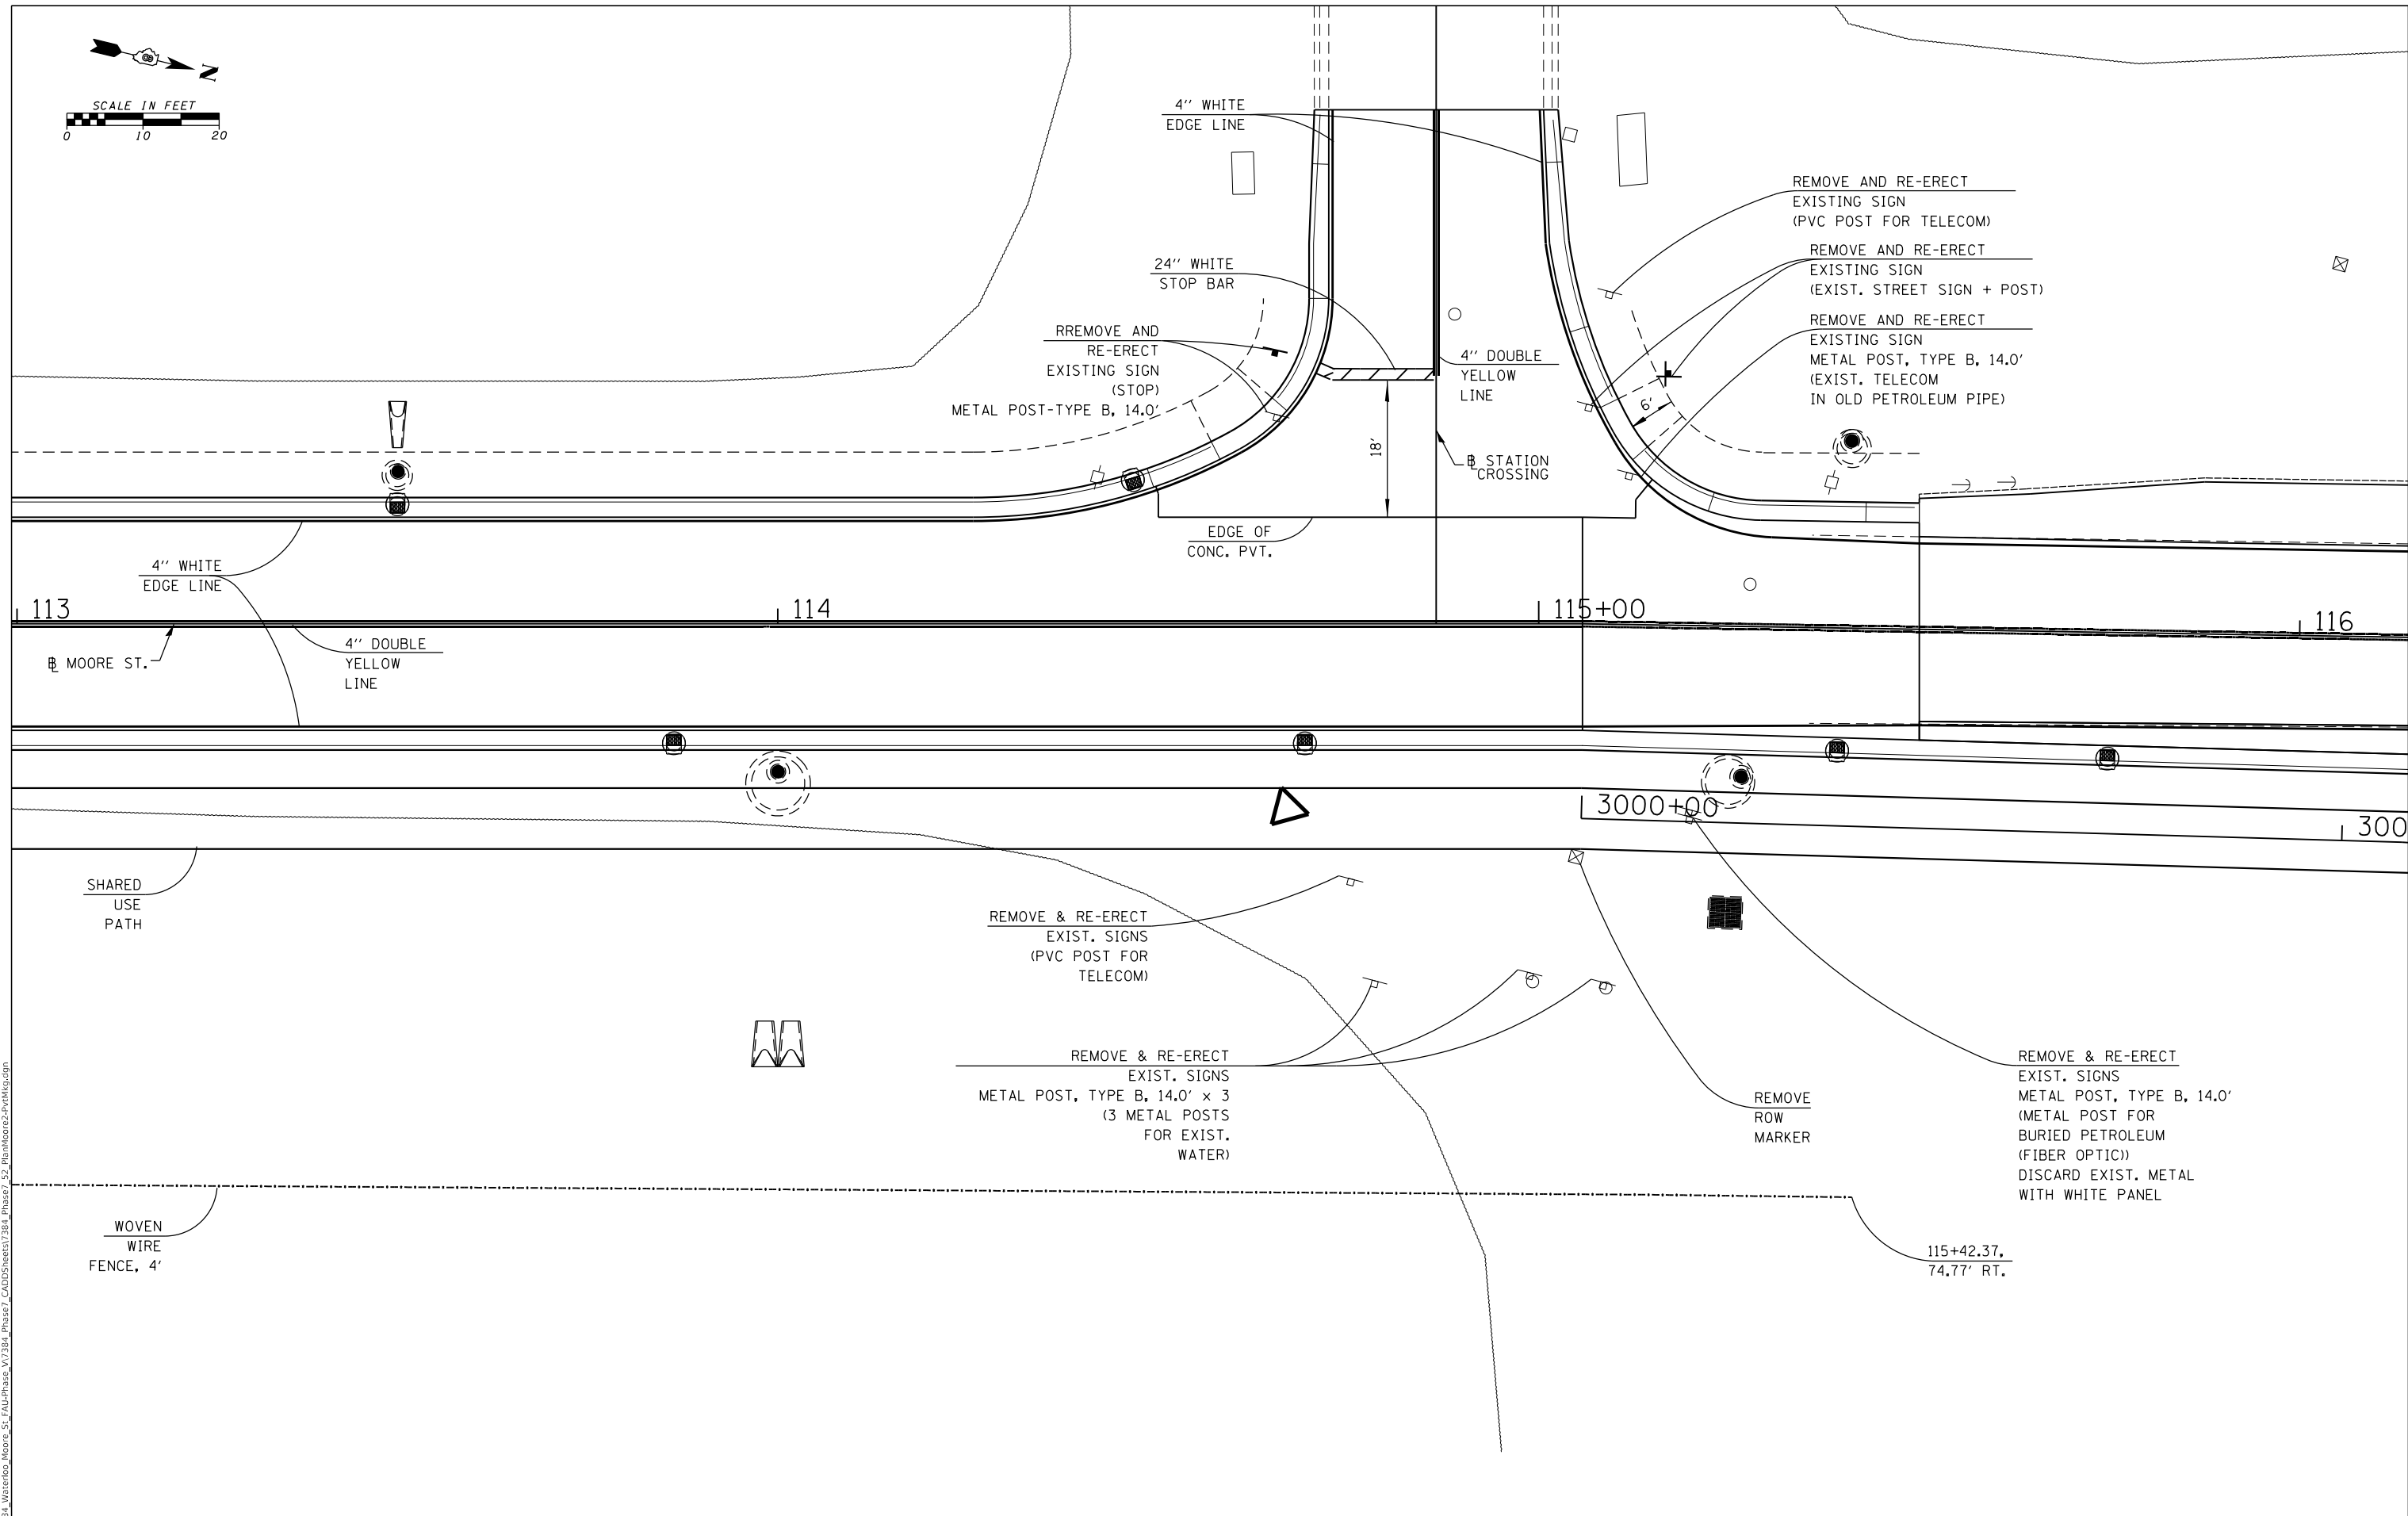 N
SCALE IN FEET
0 10 20
4'' WHITE
EDGE LINE
REMOVE AND RE-ERECT
EXISTING SIGN
(PVC POST FOR TELECOM)
REMOVE AND RE-ERECT
EXISTING SIGN
(EXIST. STREET SIGN + POST)
24'' WHITE
STOP BAR
REMOVE AND RE-ERECT
EXISTING SIGN
METAL POST, TYPE B, 14.0'
(EXIST. TELECOM
IN OLD PETROLEUM PIPE)
RREMOVE AND
RE-ERECT
EXISTING SIGN
(STOP)
METAL POST-TYPE B, 14.0'
4'' DOUBLE
YELLOW
LINE
6'
18'
℄ STATION
CROSSING
EDGE OF
CONC. PVT.
4'' WHITE
EDGE LINE
113
114
115+00
116
℄ MOORE ST.
4'' DOUBLE
YELLOW
LINE
3000+00
300
SHARED
USE
PATH
REMOVE & RE-ERECT
EXIST. SIGNS
(PVC POST FOR
TELECOM)
REMOVE & RE-ERECT
EXIST. SIGNS
METAL POST, TYPE B, 14.0' x 3
(3 METAL POSTS
FOR EXIST.
WATER)
REMOVE
ROW
MARKER
REMOVE & RE-ERECT
EXIST. SIGNS
METAL POST, TYPE B, 14.0'
(METAL POST FOR
BURIED PETROLEUM
(FIBER OPTIC))
DISCARD EXIST. METAL
WITH WHITE PANEL
WOVEN
WIRE
FENCE, 4'
115+42.37,
74.77' RT.
34_Waterloo_Moore_St_FAU-Phase_V\7384_Phase7_CADDSheets\7384_Phase7_52_PlanMoore2-PvtMkg.dgn